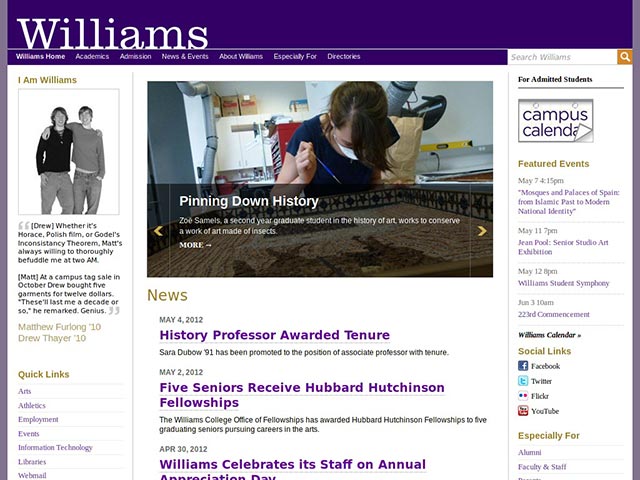 Williams
Williams Home Academics Admission News & Events About Williams Especially For Directories
Search Williams
I Am Williams
[Drew] Whether it's
Horace, Polish film, or Godel's
Inconsistancy Theorem, Matt's
always willing to thoroughly
befuddle me at two AM.
[Matt] At a campus tag sale in
October Drew bought five
garments for twelve dollars.
"These'll last me a decade or
so," he remarked. Genius.
Matthew Furlong '10
Drew Thayer '10
Quick Links
Arts
Athletics
Employment
Events
Information Technology
Libraries
Webmail
Pinning Down History
Zoë Samels, a second year graduate student in the history of art, works to conserve
a work of art made of insects.
MORE →
News
MAY 4, 2012
History Professor Awarded Tenure
Sara Dubow '91 has been promoted to the position of associate professor with tenure.
MAY 2, 2012
Five Seniors Receive Hubbard Hutchinson
Fellowships
The Williams College Office of Fellowships has awarded Hubbard Hutchinson Fellowships to five
graduating seniors pursuing careers in the arts.
APR 30, 2012
Williams Celebrates its Staff on Annual
Appreciation Day
For Admitted Students
campus
calendar
Featured Events
May 7 4:15pm
"Mosques and Palaces of Spain:
from Islamic Past to Modern
National Identity"
May 11 7pm
Jean Pool: Senior Studio Art
Exhibition
May 12 8pm
Williams Student Symphony
Jun 3 10am
223rd Commencement
Williams Calendar »
Social Links
Facebook
Twitter
Flickr
YouTube
Especially For
Alumni
Faculty & Staff
Parents